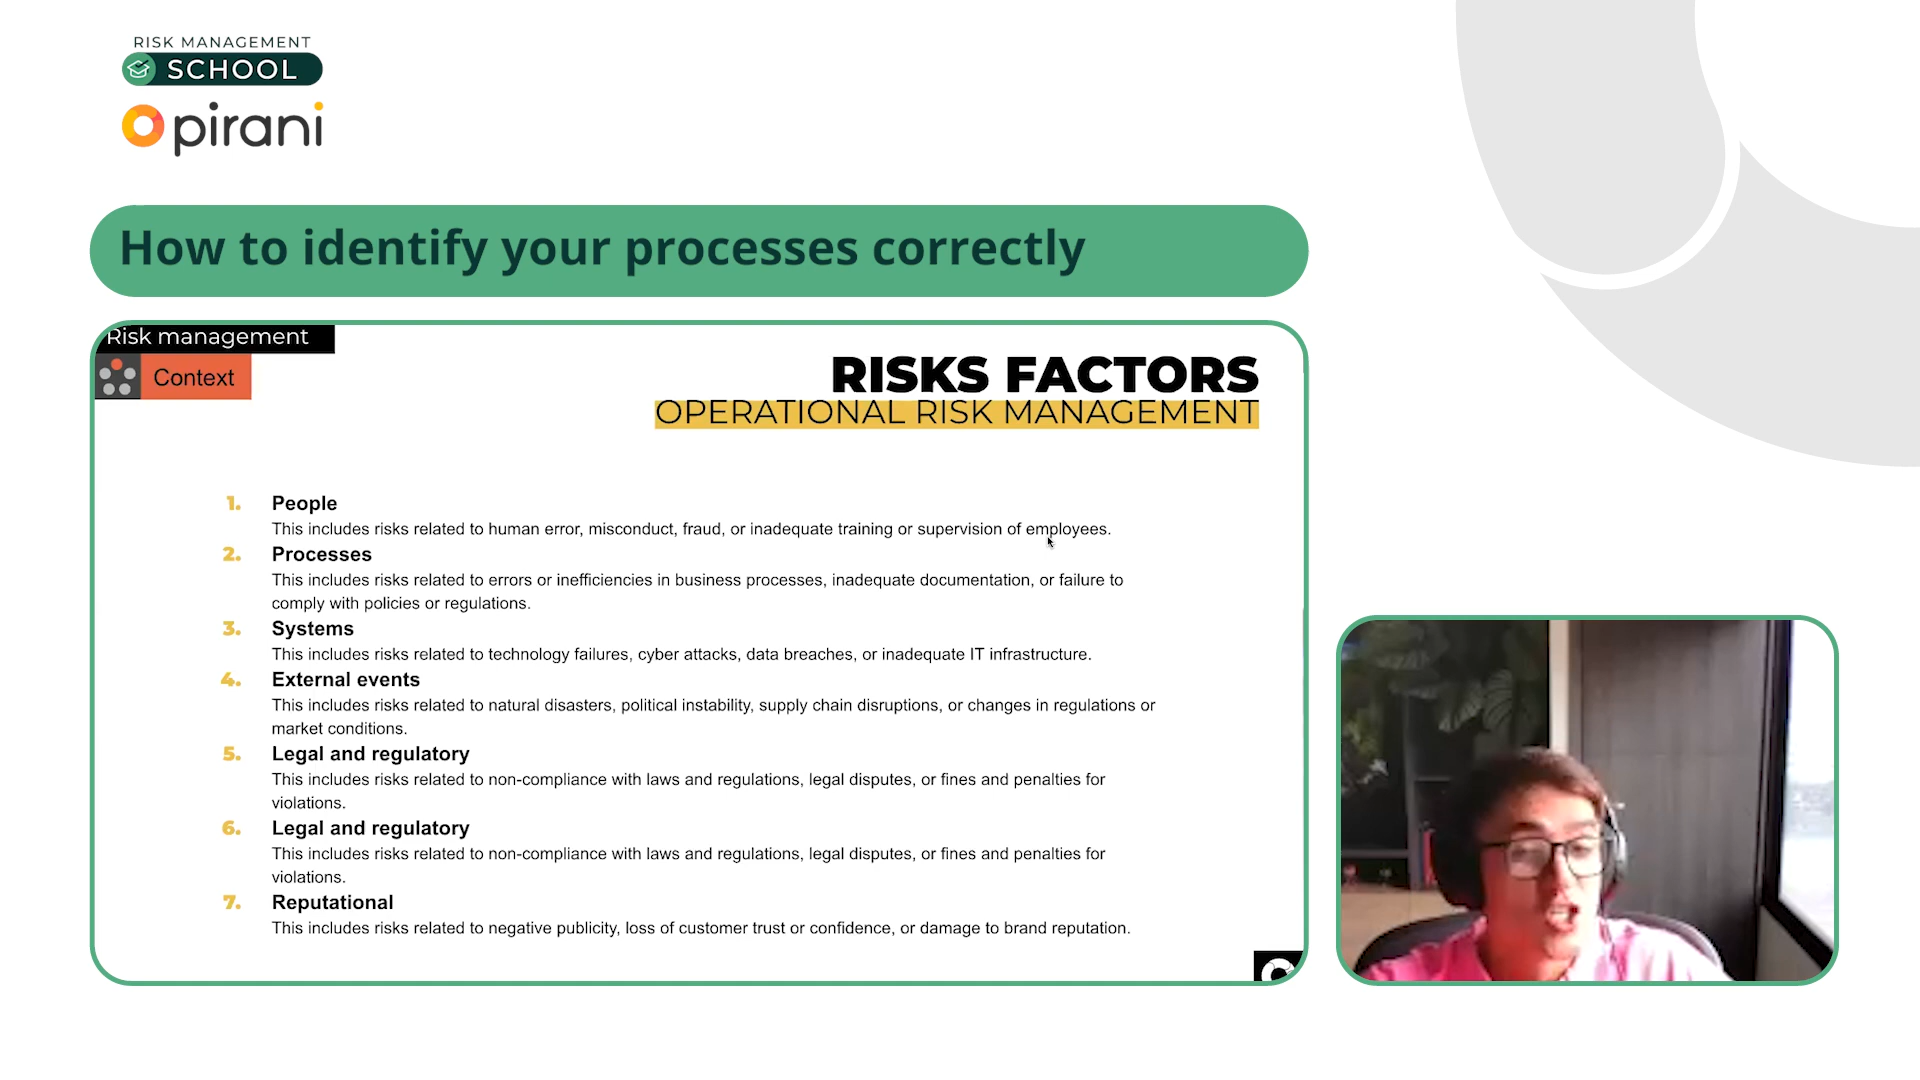 RISK MANAGEMENT
SCHOOL
pirani
How to identify your processes correctly
Risk management
Context
RISKS FACTORS
OPERATIONAL RISK MANAGEMENT
1. People
This includes risks related to human error, misconduct, fraud, or inadequate training or supervision of employees.
2. Processes
This includes risks related to errors or inefficiencies in business processes, inadequate documentation, or failure to
comply with policies or regulations.
3. Systems
This includes risks related to technology failures, cyber attacks, data breaches, or inadequate IT infrastructure.
4. External events
This includes risks related to natural disasters, political instability, supply chain disruptions, or changes in regulations or
market conditions.
5. Legal and regulatory
This includes risks related to non-compliance with laws and regulations, legal disputes, or fines and penalties for
violations.
6. Legal and regulatory
This includes risks related to non-compliance with laws and regulations, legal disputes, or fines and penalties for
violations.
7. Reputational
This includes risks related to negative publicity, loss of customer trust or confidence, or damage to brand reputation.